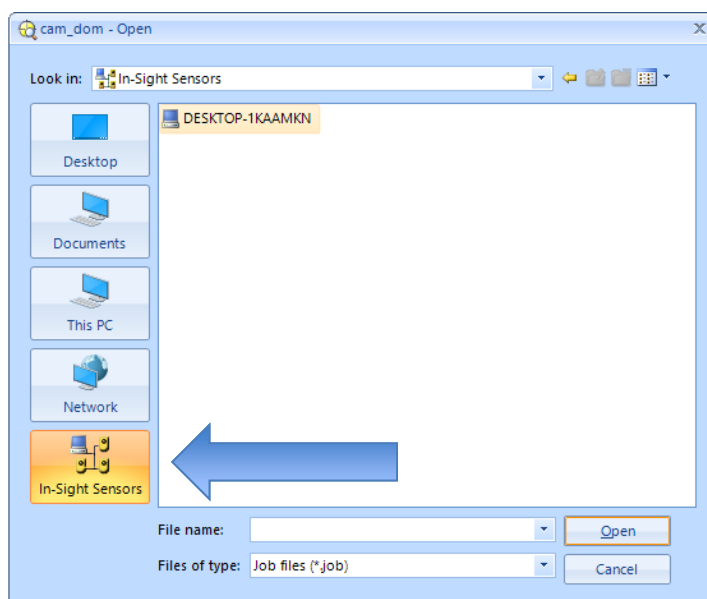 cam_dom - Open
Look in: In-Sight Sensors
DESKTOP-1KAAMKN
Desktop
Documents
This PC
Network
In-Sight Sensors
File name:
Open
Files of type: Job files (*.job)
Cancel